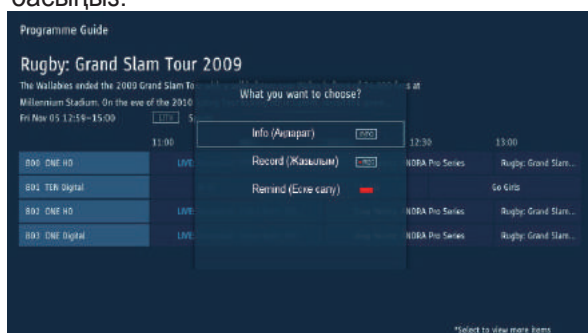 басыңыз.
Programme Guide
Rugby: Grand Slam Tour 2009
The Wallabies ended the 2009 Grand Slam To
s at
Millennium Stadium. On the eve of the 2010
Fri Nov 05 12:59~15:00
What you want to choose?
Info (Ақпарат) INFO
Record (Жазылым) REC
Remind (Еске салу)
11:00 12:30 13:00
800 ONE HD LIVE: NDRA Pro Series Rugby: Grand Slam...
801 TEN Digital Go Girls
802 ONE HD LIVE: NDRA Pro Series Rugby: Grand Slam...
803 ONE Digital LIVE: NDRA Pro Series Rugby: Grand Slam...
*Select to view more items